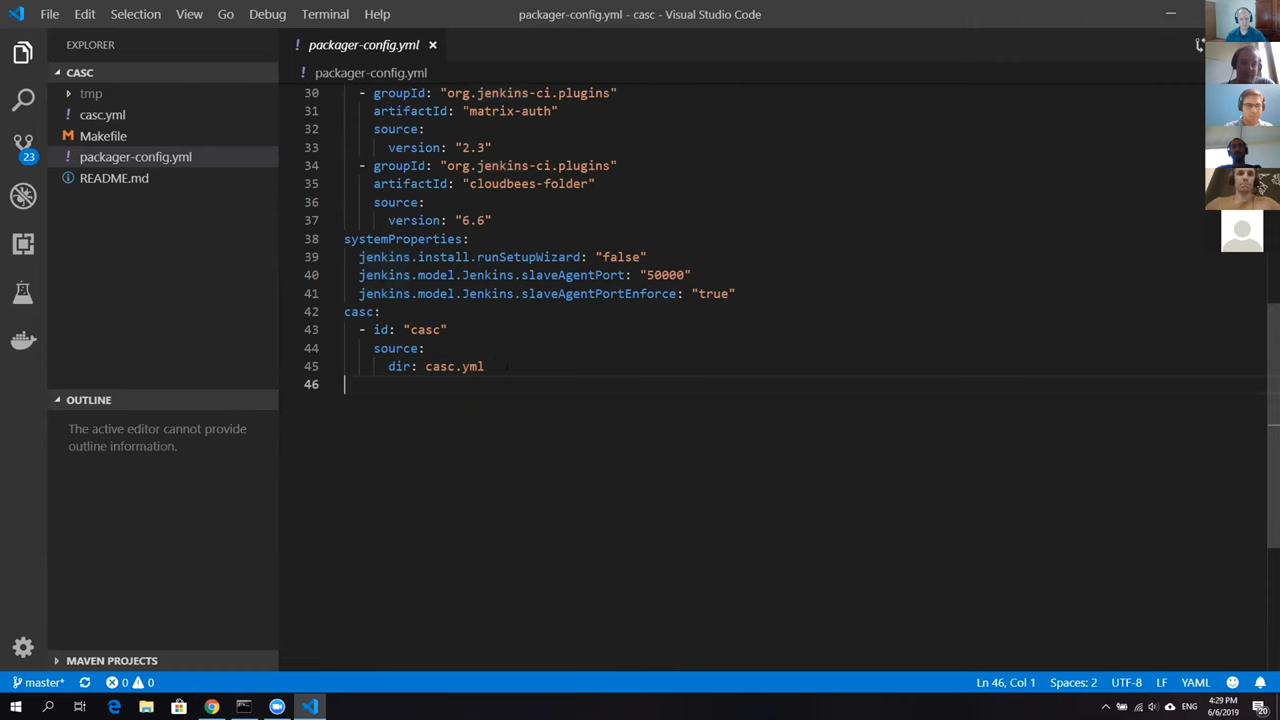 File Edit Selection View Go Debug Terminal Help
packager-config.yml - casc - Visual Studio Code
EXPLORER
! packager-config.yml ×
CASC
! packager-config.yml
tmp
casc.yml
M Makefile
! packager-config.yml
README.md
23
30 - groupId: "org.jenkins-ci.plugins"
31 artifactId: "matrix-auth"
32 source:
33 version: "2.3"
34 - groupId: "org.jenkins-ci.plugins"
35 artifactId: "cloudbees-folder"
36 source:
37 version: "6.6"
38 systemProperties:
39 jenkins.install.runSetupWizard: "false"
40 jenkins.model.Jenkins.slaveAgentPort: "50000"
41 jenkins.model.Jenkins.slaveAgentPortEnforce: "true"
42 casc:
43 - id: "casc"
44 source:
45 dir: casc.yml
46
OUTLINE
The active editor cannot provide
outline information.
MAVEN PROJECTS
master* 0 0 Ln 46, Col 1 Spaces: 2 UTF-8 LF YAML
ENG 4:29 PM
6/6/2019 20